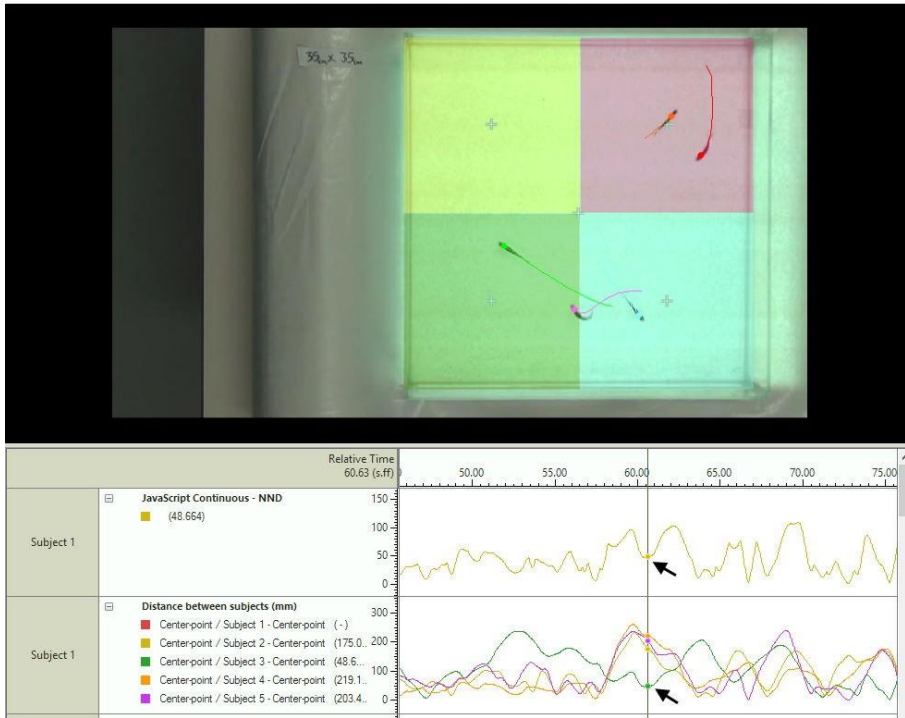 35cm x 35cm
Relative Time
60.63 (s.ff)
50.00 55.00 60.00 65.00 70.00 75.00
JavaScript Continuous - NND
(48.664)
Subject 1
150
100
50
0
Distance between subjects (mm)
Center-point / Subject 1 - Center-point (-)
Center-point / Subject 2 - Center-point (175.0..
Center-point / Subject 3 - Center-point (48.6...
Center-point / Subject 4 - Center-point (219.1..
Center-point / Subject 5 - Center-point (203.4..
Subject 1
300
200
100
0